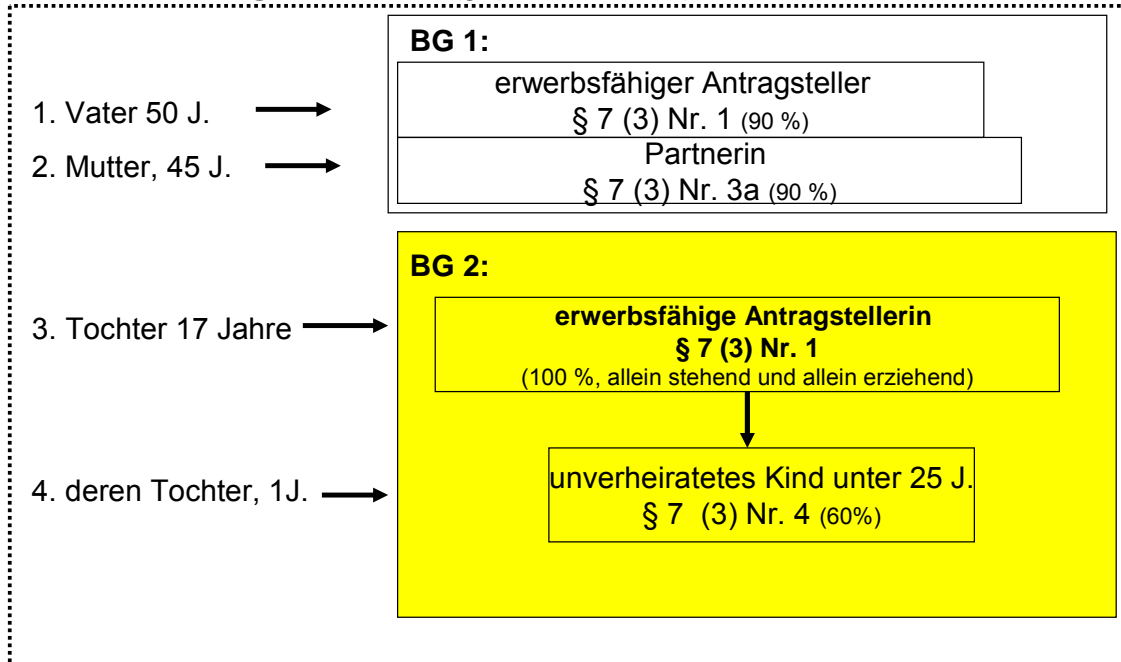 BG 1:
erwerbsfähiger Antragsteller
§ 7 (3) Nr. 1 (90 %)
1. Vater 50 J.
Partnerin
§ 7 (3) Nr. 3a (90 %)
2. Mutter, 45 J.
BG 2:
erwerbsfähige Antragstellerin
§ 7 (3) Nr. 1
(100 %, allein stehend und allein erziehend)
3. Tochter 17 Jahre
unverheiratetes Kind unter 25 J.
§ 7 (3) Nr. 4 (60%)
4. deren Tochter, 1J.